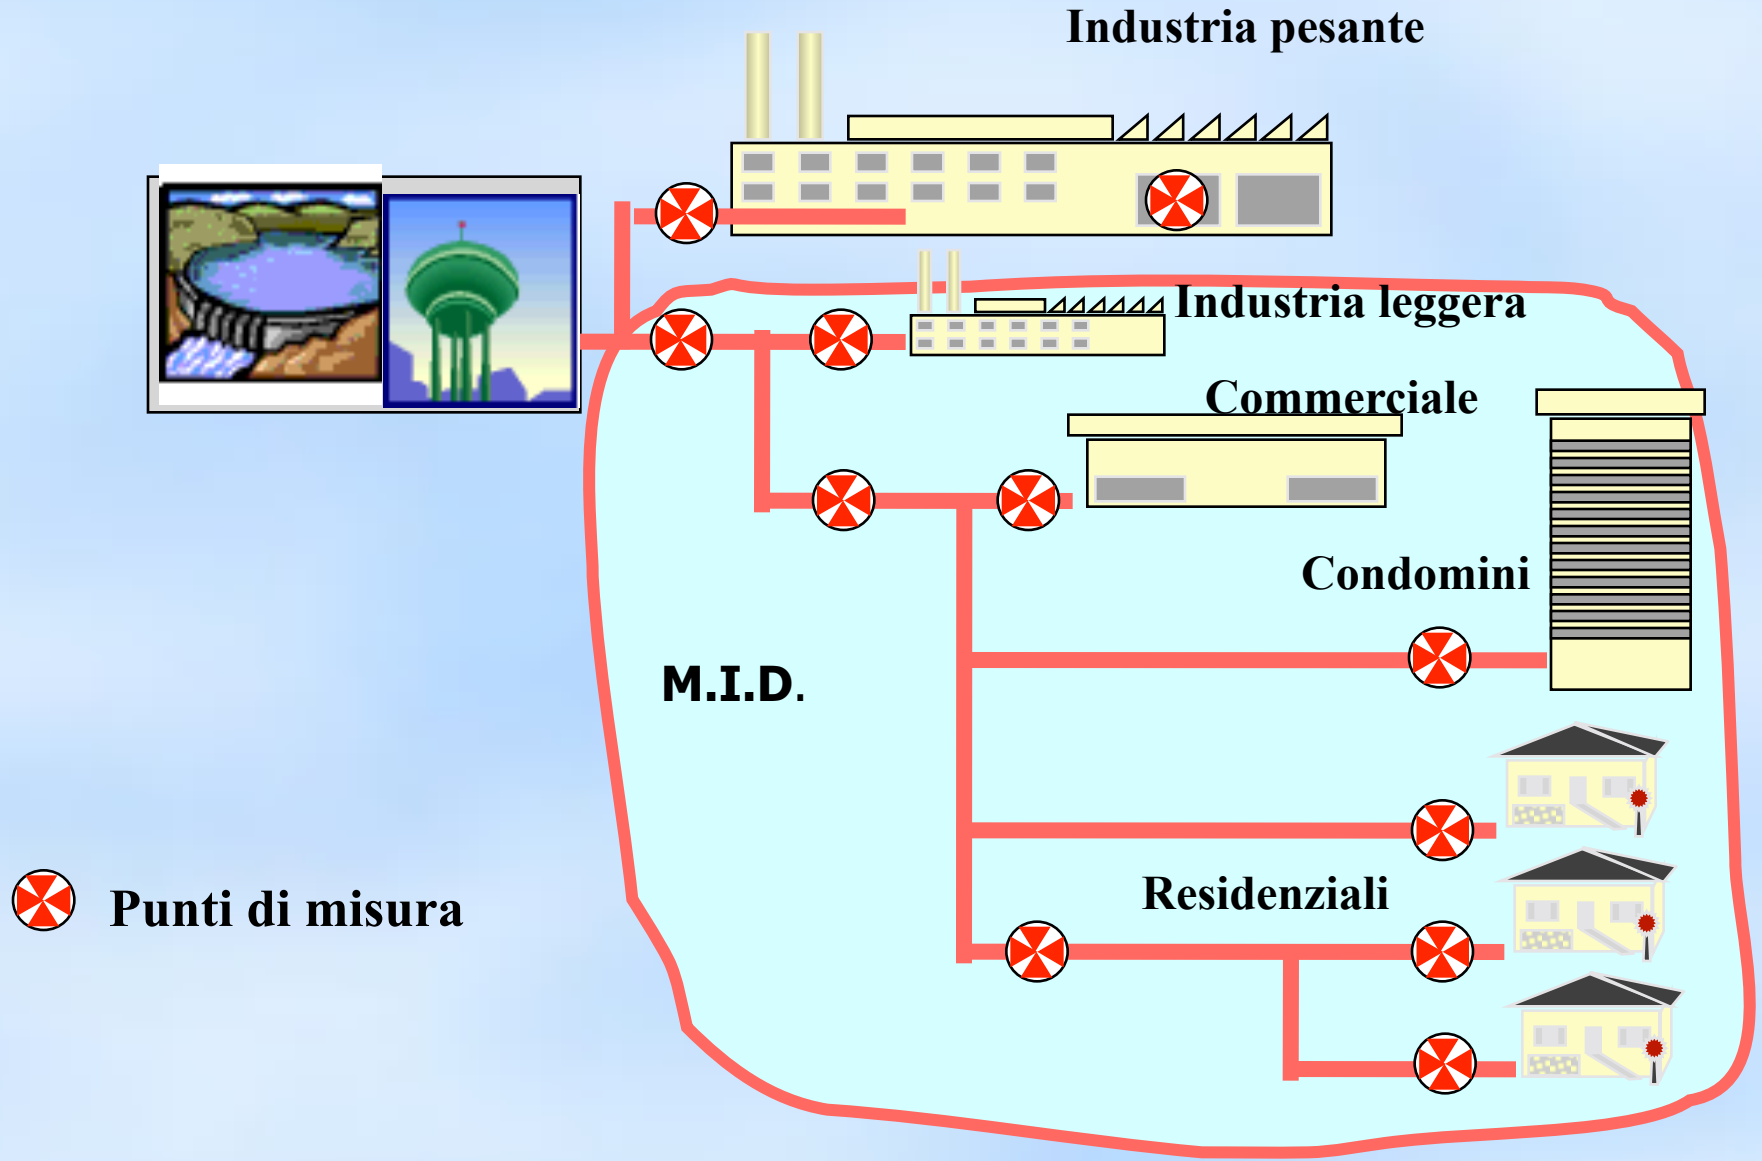 Industria pesante
Industria leggera
Commerciale
Condomini
M.I.D.
Residenziali
Punti di misura